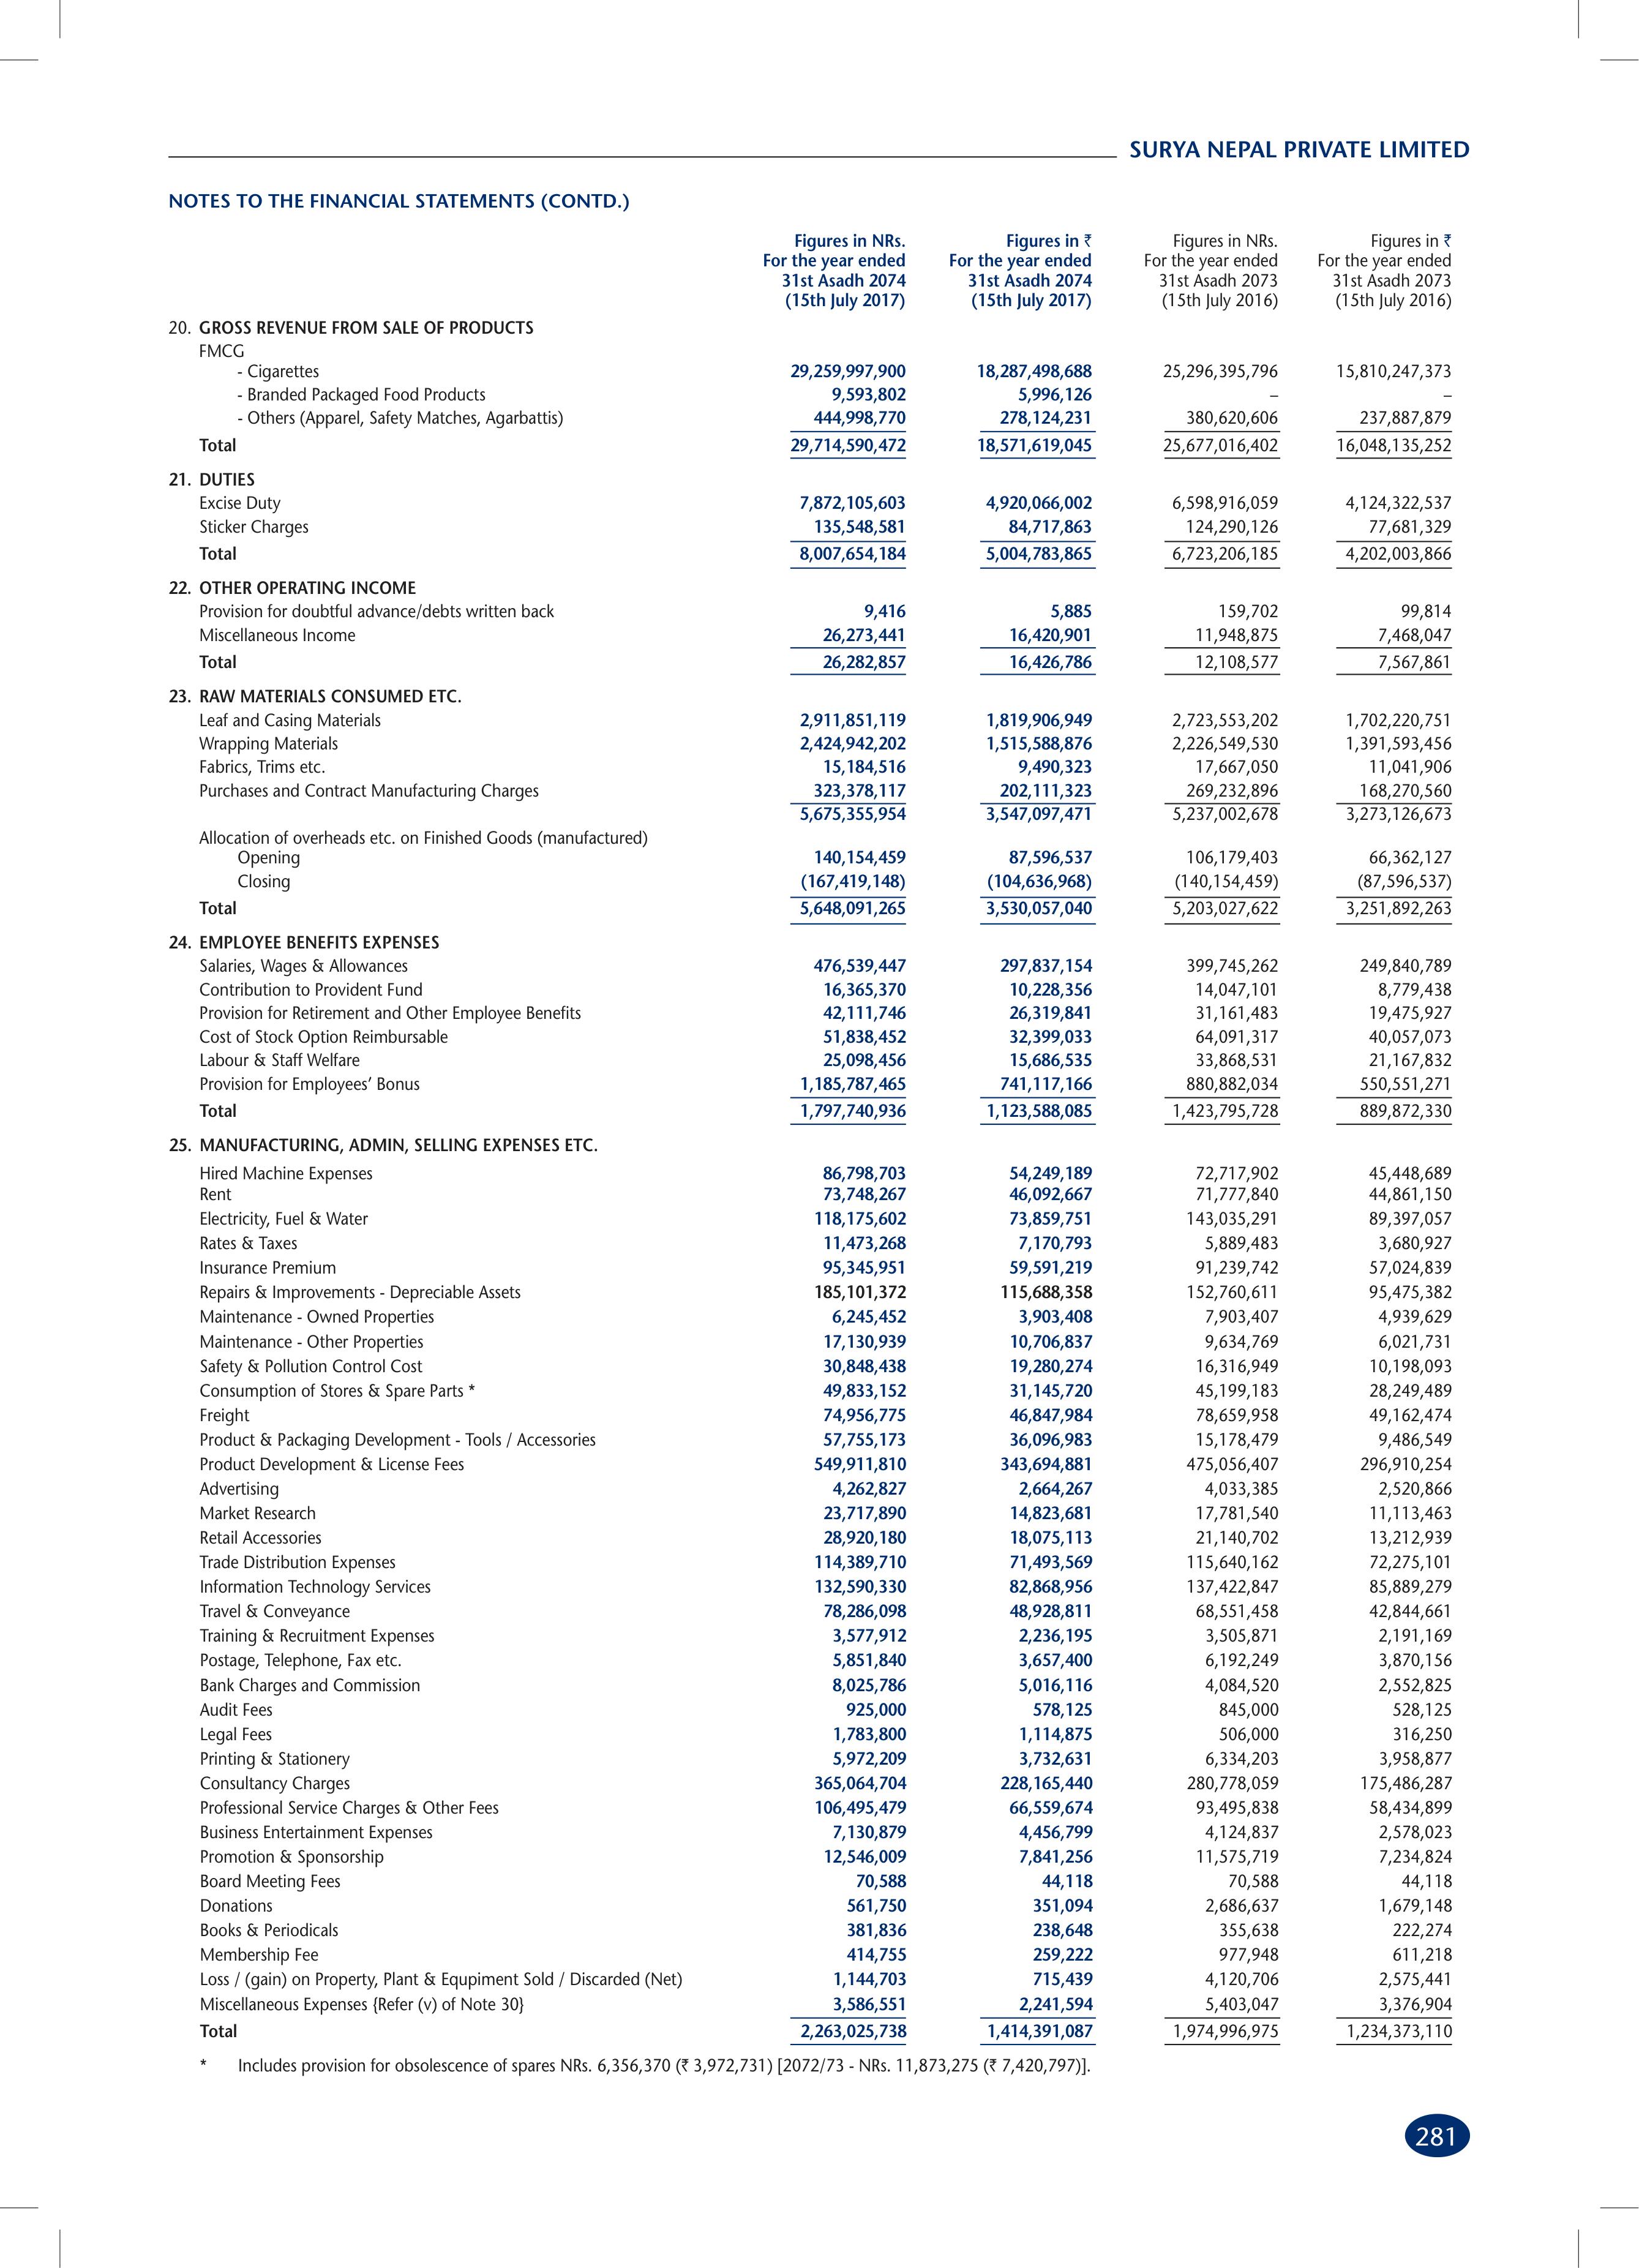 SURYA NEPAL PRIVATE LIMITED
NOTES TO THE FINANCIAL STATEMENTS (CONTD.)
Figures in NRs. Figures in ₹ Figures in NRs. Figures in ₹
For the year ended For the year ended For the year ended For the year ended
31st Asadh 2074 31st Asadh 2074 31st Asadh 2073 31st Asadh 2073
(15th July 2017) (15th July 2017) (15th July 2016) (15th July 2016)
20. GROSS REVENUE FROM SALE OF PRODUCTS
FMCG
- Cigarettes 29,259,997,900 18,287,498,688 25,296,395,796 15,810,247,373
- Branded Packaged Food Products 9,593,802 5,996,126 – –
- Others (Apparel, Safety Matches, Agarbattis) 444,998,770 278,124,231 380,620,606 237,887,879
Total 29,714,590,472 18,571,619,045 25,677,016,402 16,048,135,252
21. DUTIES
Excise Duty 7,872,105,603 4,920,066,002 6,598,916,059 4,124,322,537
Sticker Charges 135,548,581 84,717,863 124,290,126 77,681,329
Total 8,007,654,184 5,004,783,865 6,723,206,185 4,202,003,866
22. OTHER OPERATING INCOME
Provision for doubtful advance/debts written back 9,416 5,885 159,702 99,814
Miscellaneous Income 26,273,441 16,420,901 11,948,875 7,468,047
Total 26,282,857 16,426,786 12,108,577 7,567,861
23. RAW MATERIALS CONSUMED ETC.
Leaf and Casing Materials 2,911,851,119 1,819,906,949 2,723,553,202 1,702,220,751
Wrapping Materials 2,424,942,202 1,515,588,876 2,226,549,530 1,391,593,456
Fabrics, Trims etc. 15,184,516 9,490,323 17,667,050 11,041,906
Purchases and Contract Manufacturing Charges 323,378,117 202,111,323 269,232,896 168,270,560
5,675,355,954 3,547,097,471 5,237,002,678 3,273,126,673
Allocation of overheads etc. on Finished Goods (manufactured)
Opening 140,154,459 87,596,537 106,179,403 66,362,127
Closing (167,419,148) (104,636,968) (140,154,459) (87,596,537)
Total 5,648,091,265 3,530,057,040 5,203,027,622 3,251,892,263
24. EMPLOYEE BENEFITS EXPENSES
Salaries, Wages & Allowances 476,539,447 297,837,154 399,745,262 249,840,789
Contribution to Provident Fund 16,365,370 10,228,356 14,047,101 8,779,438
Provision for Retirement and Other Employee Benefits 42,111,746 26,319,841 31,161,483 19,475,927
Cost of Stock Option Reimbursable 51,838,452 32,399,033 64,091,317 40,057,073
Labour & Staff Welfare 25,098,456 15,686,535 33,868,531 21,167,832
Provision for Employees’ Bonus 1,185,787,465 741,117,166 880,882,034 550,551,271
Total 1,797,740,936 1,123,588,085 1,423,795,728 889,872,330
25. MANUFACTURING, ADMIN, SELLING EXPENSES ETC.
Hired Machine Expenses 86,798,703 54,249,189 72,717,902 45,448,689
Rent 73,748,267 46,092,667 71,777,840 44,861,150
Electricity, Fuel & Water 118,175,602 73,859,751 143,035,291 89,397,057
Rates & Taxes 11,473,268 7,170,793 5,889,483 3,680,927
Insurance Premium 95,345,951 59,591,219 91,239,742 57,024,839
Repairs & Improvements - Depreciable Assets 185,101,372 115,688,358 152,760,611 95,475,382
Maintenance - Owned Properties 6,245,452 3,903,408 7,903,407 4,939,629
Maintenance - Other Properties 17,130,939 10,706,837 9,634,769 6,021,731
Safety & Pollution Control Cost 30,848,438 19,280,274 16,316,949 10,198,093
Consumption of Stores & Spare Parts * 49,833,152 31,145,720 45,199,183 28,249,489
Freight 74,956,775 46,847,984 78,659,958 49,162,474
Product & Packaging Development - Tools / Accessories 57,755,173 36,096,983 15,178,479 9,486,549
Product Development & License Fees 549,911,810 343,694,881 475,056,407 296,910,254
Advertising 4,262,827 2,664,267 4,033,385 2,520,866
Market Research 23,717,890 14,823,681 17,781,540 11,113,463
Retail Accessories 28,920,180 18,075,113 21,140,702 13,212,939
Trade Distribution Expenses 114,389,710 71,493,569 115,640,162 72,275,101
Information Technology Services 132,590,330 82,868,956 137,422,847 85,889,279
Travel & Conveyance 78,286,098 48,928,811 68,551,458 42,844,661
Training & Recruitment Expenses 3,577,912 2,236,195 3,505,871 2,191,169
Postage, Telephone, Fax etc. 5,851,840 3,657,400 6,192,249 3,870,156
Bank Charges and Commission 8,025,786 5,016,116 4,084,520 2,552,825
Audit Fees 925,000 578,125 845,000 528,125
Legal Fees 1,783,800 1,114,875 506,000 316,250
Printing & Stationery 5,972,209 3,732,631 6,334,203 3,958,877
Consultancy Charges 365,064,704 228,165,440 280,778,059 175,486,287
Professional Service Charges & Other Fees 106,495,479 66,559,674 93,495,838 58,434,899
Business Entertainment Expenses 7,130,879 4,456,799 4,124,837 2,578,023
Promotion & Sponsorship 12,546,009 7,841,256 11,575,719 7,234,824
Board Meeting Fees 70,588 44,118 70,588 44,118
Donations 561,750 351,094 2,686,637 1,679,148
Books & Periodicals 381,836 238,648 355,638 222,274
Membership Fee 414,755 259,222 977,948 611,218
Loss / (gain) on Property, Plant & Equpiment Sold / Discarded (Net) 1,144,703 715,439 4,120,706 2,575,441
Miscellaneous Expenses {Refer (v) of Note 30} 3,586,551 2,241,594 5,403,047 3,376,904
Total 2,263,025,738 1,414,391,087 1,974,996,975 1,234,373,110
* Includes provision for obsolescence of spares NRs. 6,356,370 (₹ 3,972,731) [2072/73 - NRs. 11,873,275 (₹ 7,420,797)].
281